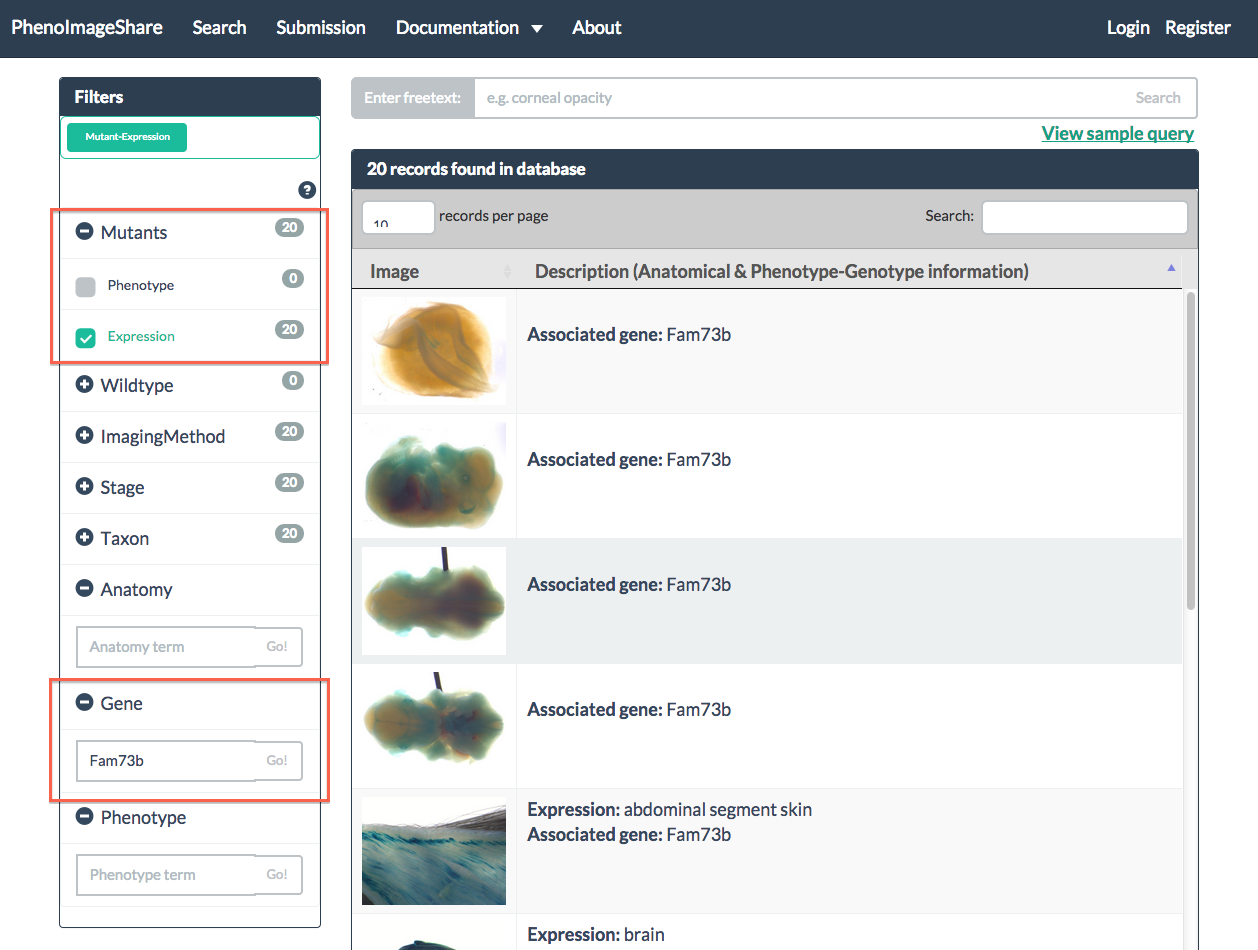 PhenoImageShare Search Submission Documentation About Login Register
Filters
Mutant-Expression
?
Mutants 20
Phenotype 0
Expression 20
Wildtype 0
ImagingMethod 20
Stage 20
Taxon 20
Anatomy
Anatomy term Go!
Gene
Fam73b Go!
Phenotype
Phenotype term Go!
Enter freetext: e.g. corneal opacity Search
View sample query
20 records found in database
10 records per page Search:
Image Description (Anatomical & Phenotype-Genotype information)
Associated gene: Fam73b
Associated gene: Fam73b
Associated gene: Fam73b
Associated gene: Fam73b
Expression: abdominal segment skin
Associated gene: Fam73b
Expression: brain